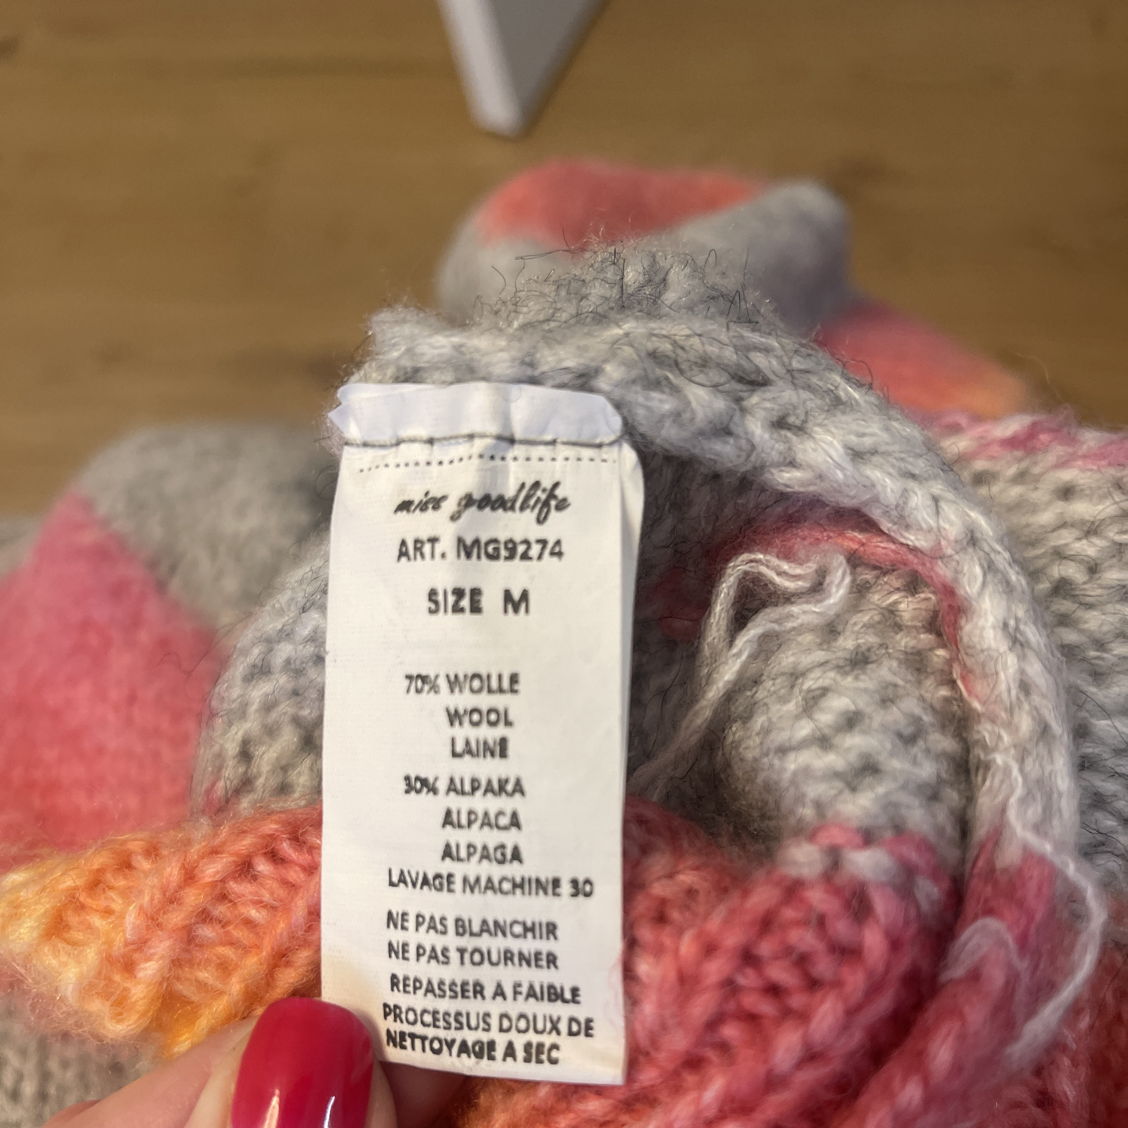 miss goodlife
ART. MG9274
SIZE M
70% WOLLE
WOOL
LAINE
30% ALPAKA
ALPACA
ALPAGA
LAVAGE MACHINE 30
NE PAS BLANCHIR
NE PAS TOURNER
REPASSER A FAIBLE
PROCESSUS DOUX DE
NETTOYAGE A SEC